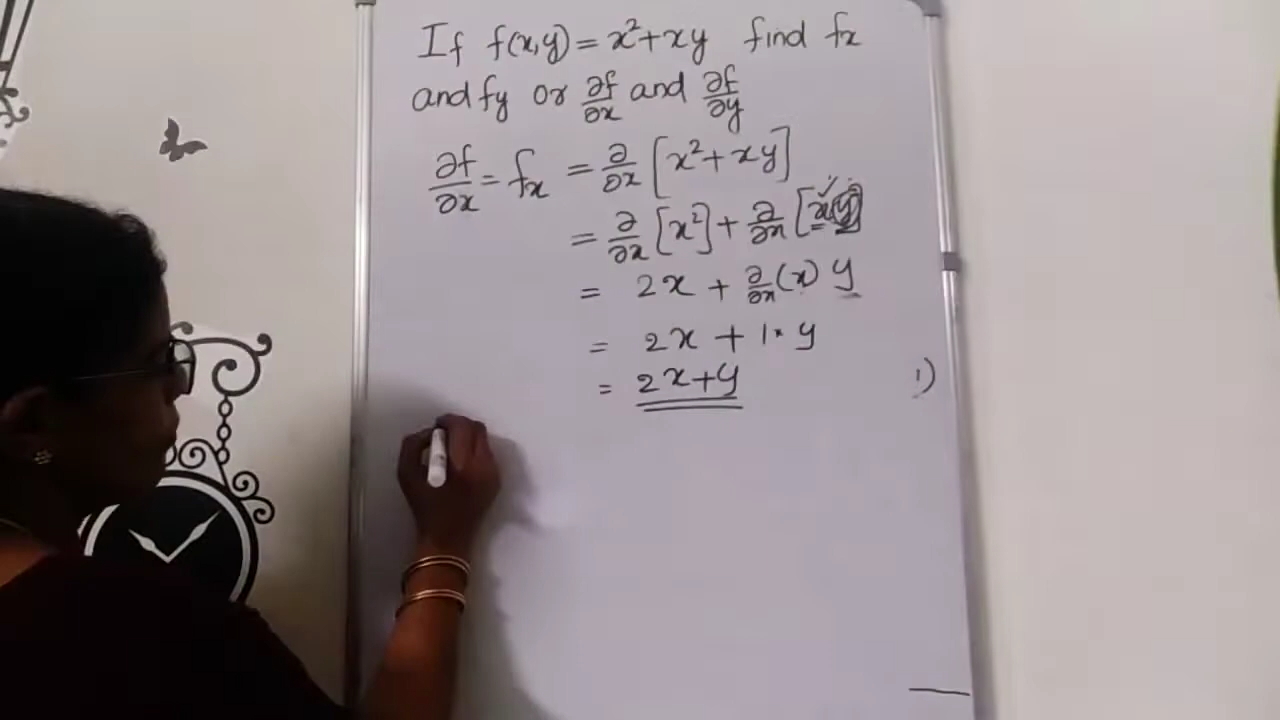 If f(x,y) = x²+xy find fx
and fy or ∂f/∂x and ∂f/∂y
∂f/∂x = fx = ∂/∂x [x²+xy]
= ∂/∂x [x²] + ∂/∂x [xy]
= 2x + ∂/∂x (x) y
= 2x + 1·y
= 2x+y
1)